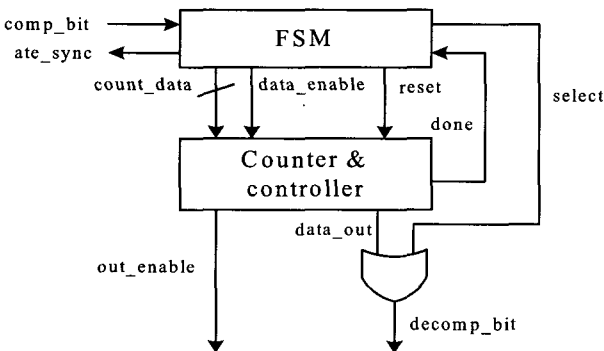 comp_bit
FSM
ate_sync
count_data
data_enable
reset
select
done
Counter &
controller
data_out
out_enable
decomp_bit